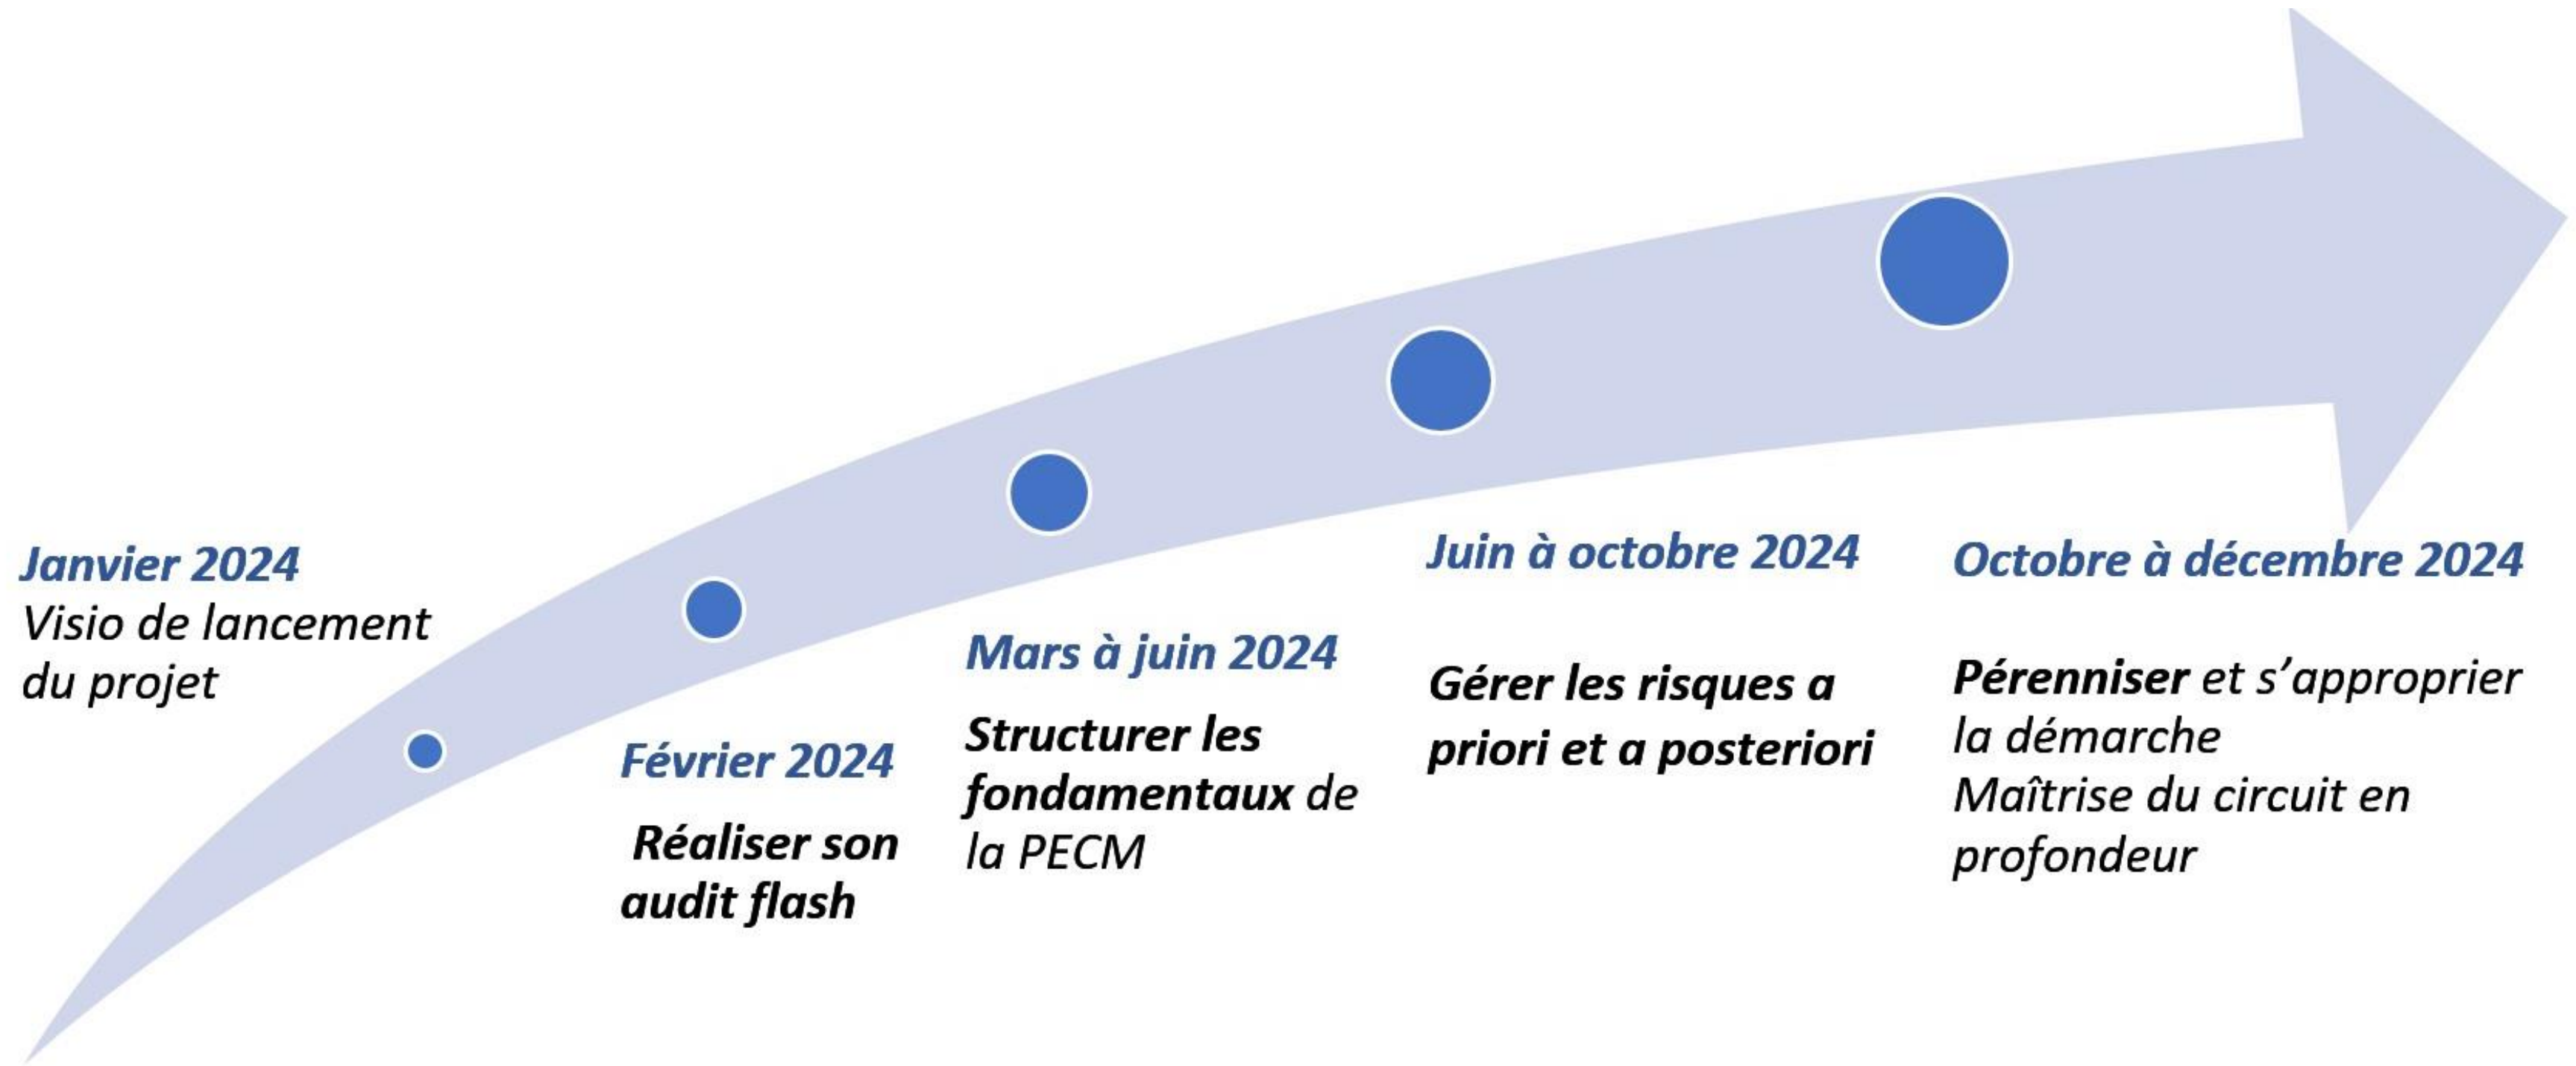 Janvier 2024
Visio de lancement
du projet
Février 2024
Réaliser son
audit flash
Mars à juin 2024
Structurer les
fondamentaux de
la PECM
Juin à octobre 2024
Gérer les risques a
priori et a posteriori
Octobre à décembre 2024
Pérenniser et s’approprier
la démarche
Maîtrise du circuit en
profondeur